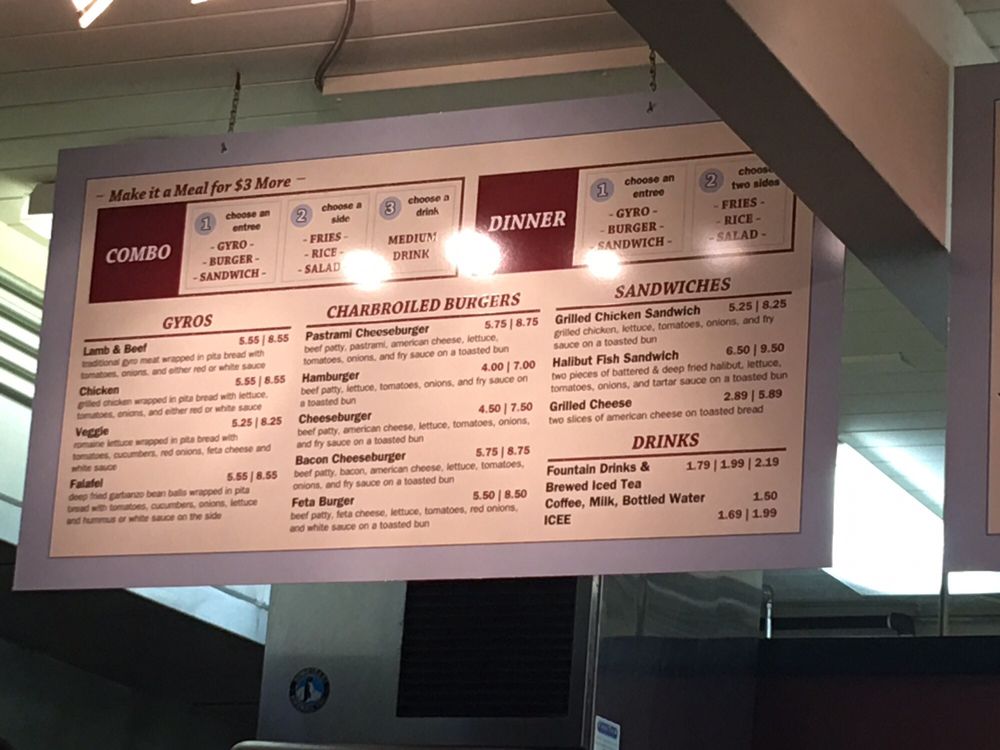 — Make it a Meal for $3 More —
COMBO
1 choose an
entree
- GYRO -
- BURGER -
- SANDWICH -
2 choose a
side
- FRIES -
- RICE -
- SALAD
3 choose a
drink
MEDIUM
DRINK
DINNER
1 choose an
entree
- GYRO -
- BURGER -
- SANDWICH -
2 choose
two sides
- FRIES -
- RICE -
- SALAD -
GYROS
Lamb & Beef 5.55 | 8.55
traditional gyro meat wrapped in pita bread with
tomatoes, onions, and either red or white sauce
Chicken 5.55 | 8.55
grilled chicken wrapped in pita bread with lettuce,
tomatoes, onions, and either red or white sauce
Veggie 5.25 | 8.25
romaine lettuce wrapped in pita bread with
tomatoes, cucumbers, red onions, feta cheese and
white sauce
Falafel 5.55 | 8.55
deep fried garbanzo bean balls wrapped in pita
bread with tomatoes, cucumbers, onions, lettuce
and hummus or white sauce on the side
CHARBROILED BURGERS
Pastrami Cheeseburger 5.75 | 8.75
beef patty, pastrami, american cheese, lettuce,
tomatoes, onions, and fry sauce on a toasted bun
Hamburger 4.00 | 7.00
beef patty, lettuce, tomatoes, onions, and fry sauce on
a toasted bun
Cheeseburger 4.50 | 7.50
beef patty, american cheese, lettuce, tomatoes, onions,
and fry sauce on a toasted bun
Bacon Cheeseburger 5.75 | 8.75
beef patty, bacon, american cheese, lettuce, tomatoes,
onions, and fry sauce on a toasted bun
Feta Burger 5.50 | 8.50
beef patty, feta cheese, lettuce, tomatoes, red onions,
and white sauce on a toasted bun
SANDWICHES
Grilled Chicken Sandwich 5.25 | 8.25
grilled chicken, lettuce, tomatoes, onions, and fry
sauce on a toasted bun
Halibut Fish Sandwich 6.50 | 9.50
two pieces of battered & deep fried halibut, lettuce,
tomatoes, onions, and tartar sauce on a toasted bun
Grilled Cheese 2.89 | 5.89
two slices of american cheese on toasted bread
DRINKS
Fountain Drinks & 1.79 | 1.99 | 2.19
Brewed Iced Tea
Coffee, Milk, Bottled Water 1.50
ICEE 1.69 | 1.99